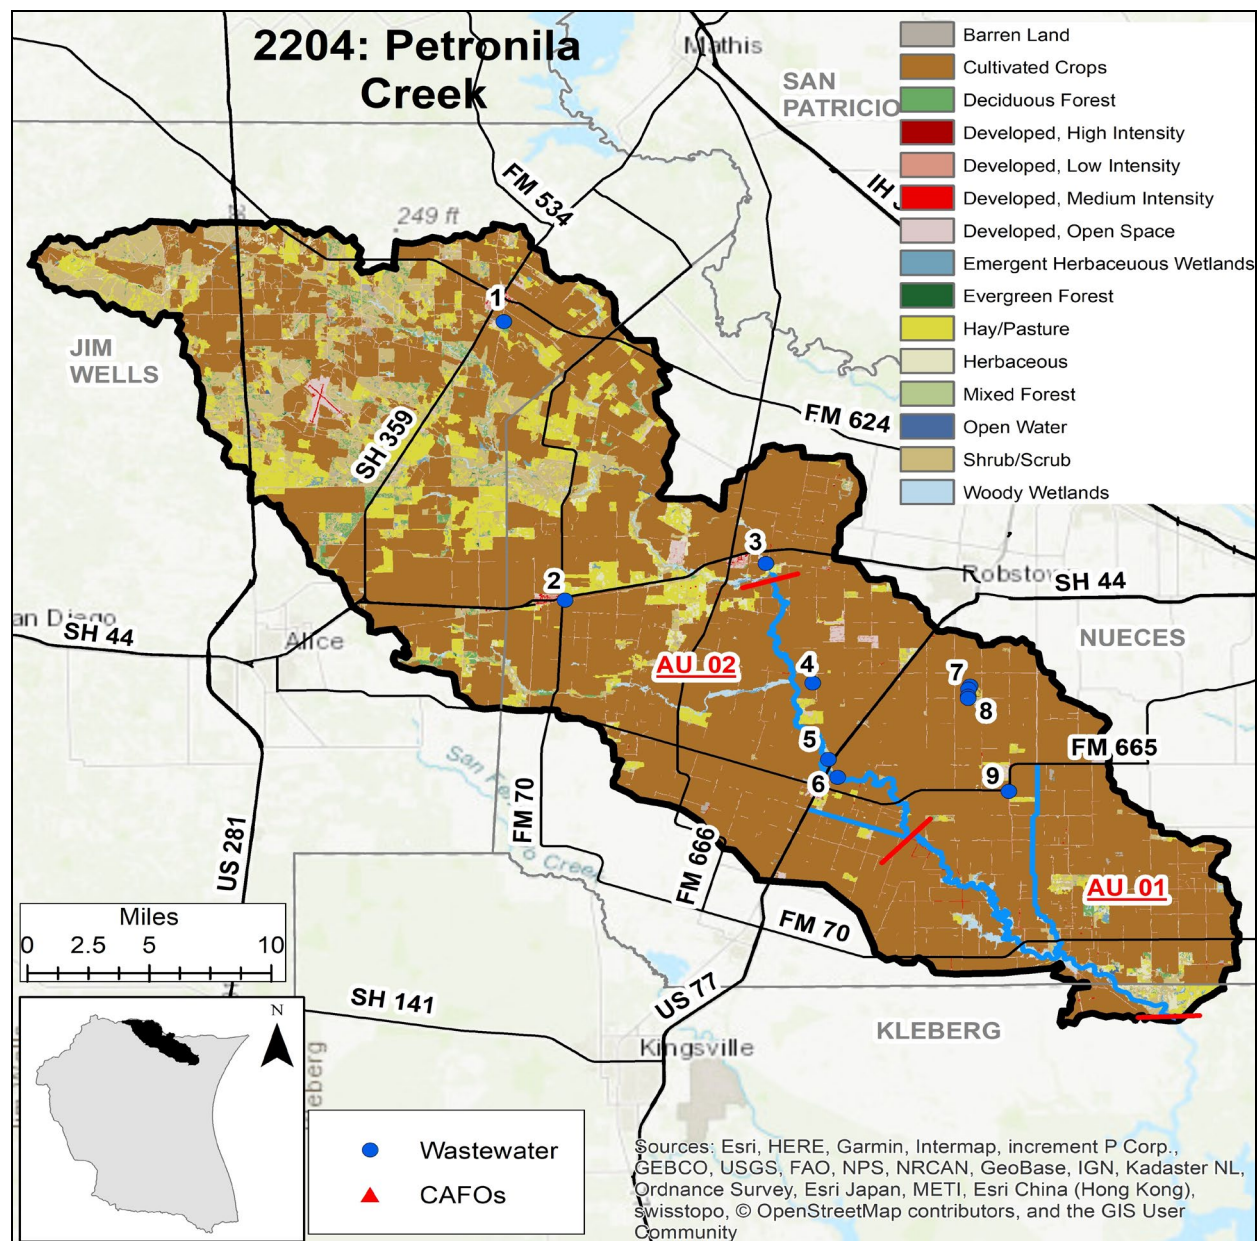 2204: Petronila
Creek
Mathis
SAN
PATRICIO
IH 3
Barren Land
Cultivated Crops
Deciduous Forest
Developed, High Intensity
Developed, Low Intensity
Developed, Medium Intensity
Developed, Open Space
Emergent Herbaceuous Wetlands
Evergreen Forest
Hay/Pasture
Herbaceous
Mixed Forest
Open Water
Shrub/Scrub
Woody Wetlands
FM 534
249 ft
1
JIM
WELLS
SH 359
FM 624
3
2
Robstow
SH 44
an Diego
SH 44
Alice
NUECES
AU_02
4
7
8
5
FM 665
6
9
San Fe
o Creek
FM 70
FM 666
US 281
AU_01
FM 70
Miles
0 2.5 5 10
SH 141
US 77
KLEBERG
Kingsville
N
leberg
Wastewater
CAFOs
Sources: Esri, HERE, Garmin, Intermap, increment P Corp.,
GEBCO, USGS, FAO, NPS, NRCAN, GeoBase, IGN, Kadaster NL,
Ordnance Survey, Esri Japan, METI, Esri China (Hong Kong),
swisstopo, © OpenStreetMap contributors, and the GIS User
Community